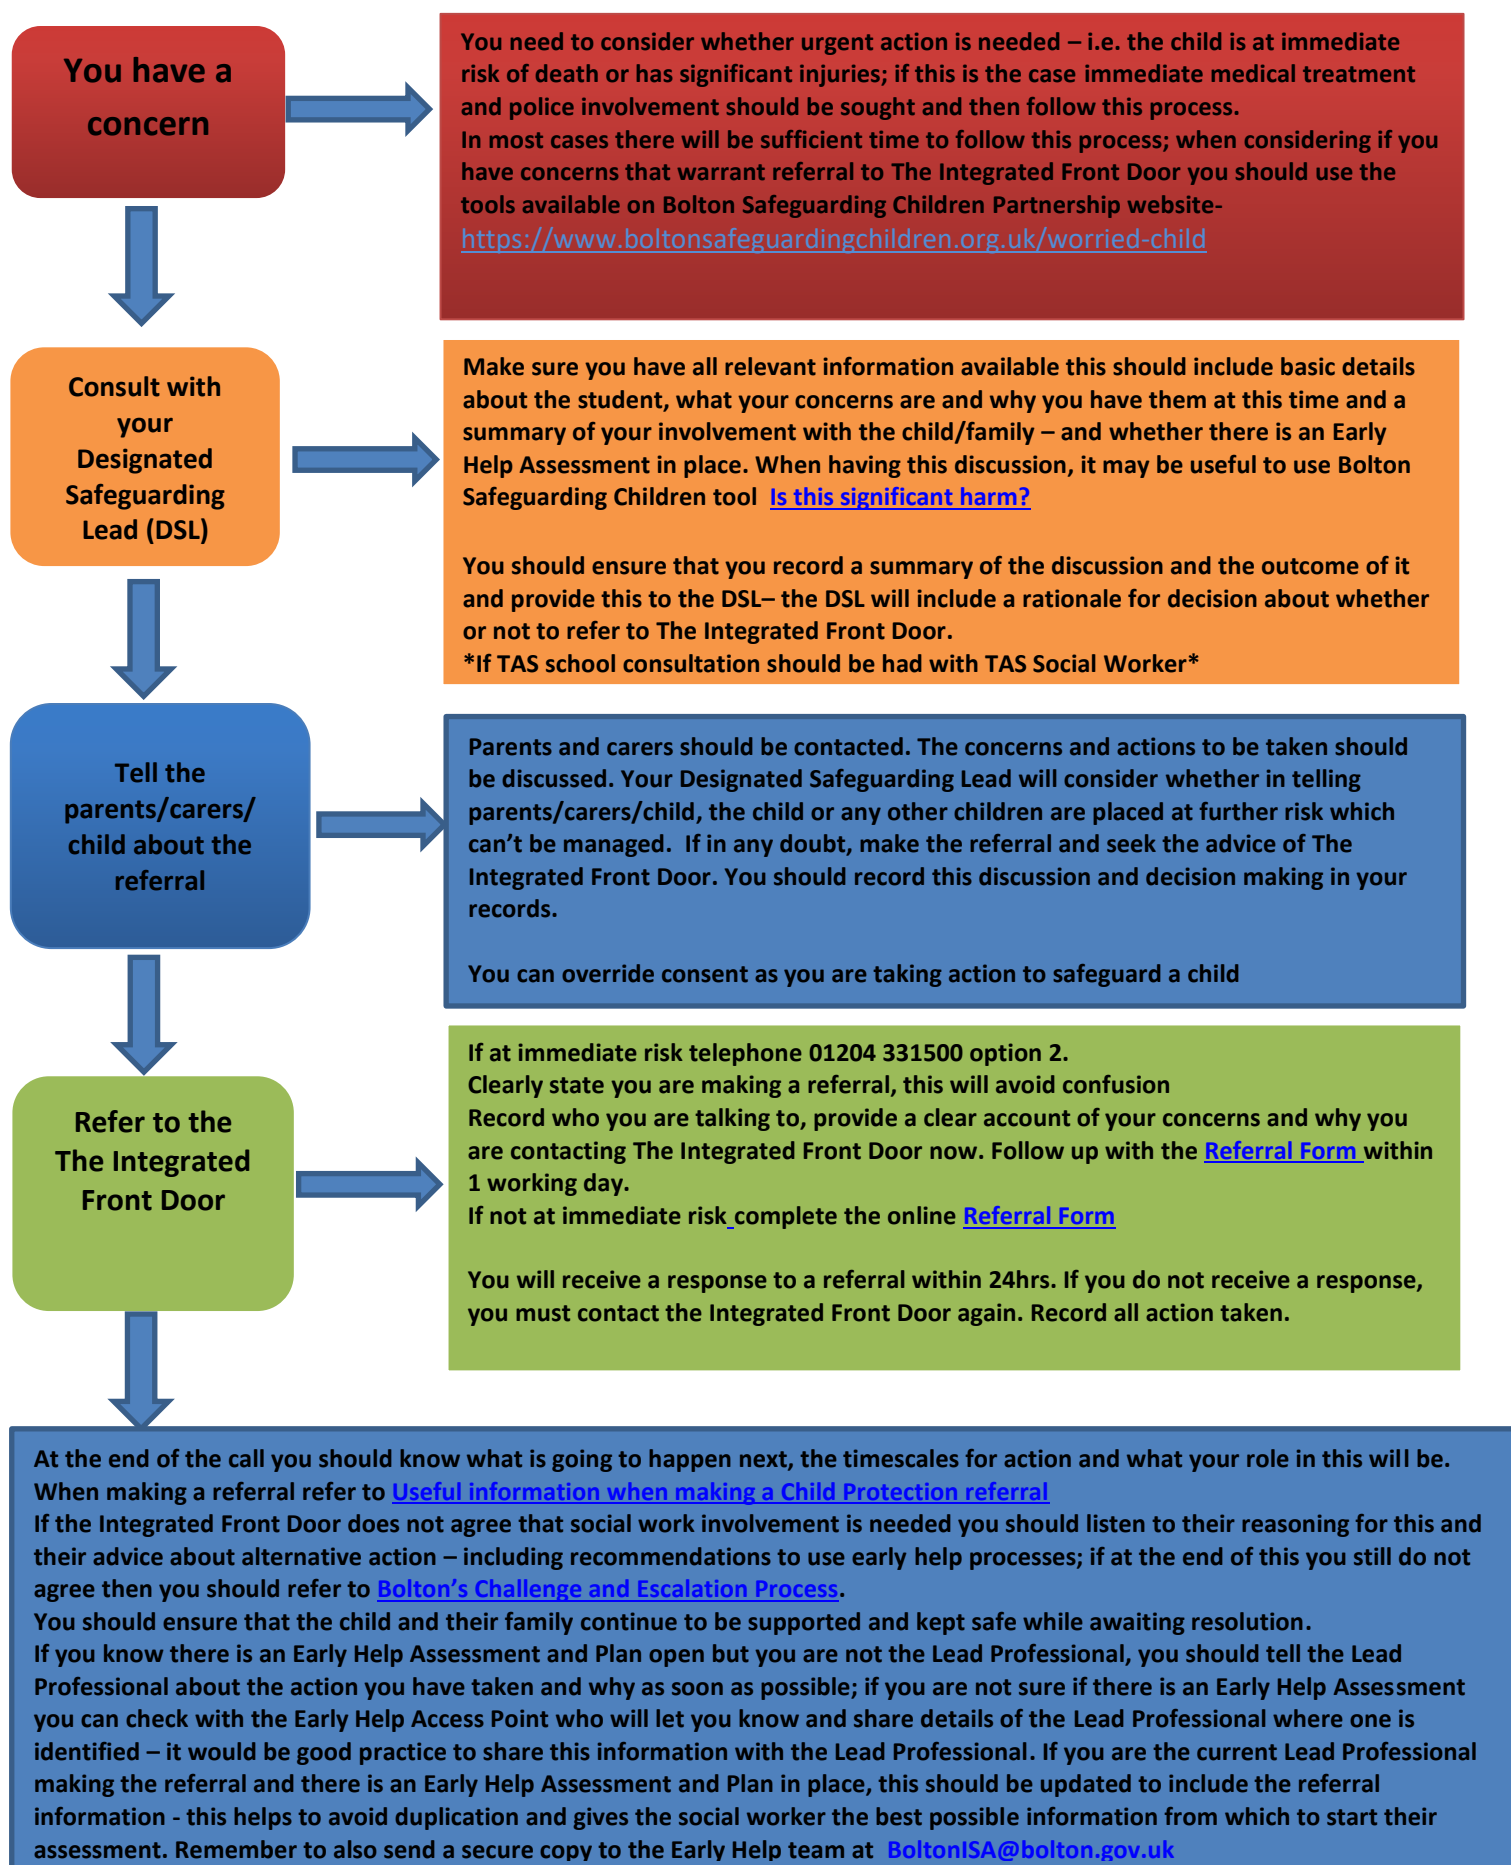 You have a
concern
You need to consider whether urgent action is needed – i.e. the child is at immediate
risk of death or has significant injuries; if this is the case immediate medical treatment
and police involvement should be sought and then follow this process.
In most cases there will be sufficient time to follow this process; when considering if you
have concerns that warrant referral to The Integrated Front Door you should use the
tools available on Bolton Safeguarding Children Partnership website-
https://www.boltonsafeguardingchildren.org.uk/worried-child
Consult with
your
Designated
Safeguarding
Lead (DSL)
Make sure you have all relevant information available this should include basic details
about the student, what your concerns are and why you have them at this time and a
summary of your involvement with the child/family – and whether there is an Early
Help Assessment in place. When having this discussion, it may be useful to use Bolton
Safeguarding Children tool  Is this significant harm?
You should ensure that you record a summary of the discussion and the outcome of it
and provide this to the DSL– the DSL will include a rationale for decision about whether
or not to refer to The Integrated Front Door.
*If TAS school consultation should be had with TAS Social Worker*
Tell the
parents/carers/
child about the
referral
Parents and carers should be contacted. The concerns and actions to be taken should
be discussed. Your Designated Safeguarding Lead will consider whether in telling
parents/carers/child, the child or any other children are placed at further risk which
can’t be managed.  If in any doubt, make the referral and seek the advice of The
Integrated Front Door. You should record this discussion and decision making in your
records.
You can override consent as you are taking action to safeguard a child
Refer to the
The Integrated
Front Door
If at immediate risk telephone 01204 331500 option 2.
Clearly state you are making a referral, this will avoid confusion
Record who you are talking to, provide a clear account of your concerns and why you
are contacting The Integrated Front Door now. Follow up with the Referral Form within
1 working day.
If not at immediate risk complete the online Referral Form
You will receive a response to a referral within 24hrs. If you do not receive a response,
you must contact the Integrated Front Door again. Record all action taken.
At the end of the call you should know what is going to happen next, the timescales for action and what your role in this will be.
When making a referral refer to Useful information when making a Child Protection referral
If the Integrated Front Door does not agree that social work involvement is needed you should listen to their reasoning for this and
their advice about alternative action – including recommendations to use early help processes; if at the end of this you still do not
agree then you should refer to Bolton’s Challenge and Escalation Process.
You should ensure that the child and their family continue to be supported and kept safe while awaiting resolution.
If you know there is an Early Help Assessment and Plan open but you are not the Lead Professional, you should tell the Lead
Professional about the action you have taken and why as soon as possible; if you are not sure if there is an Early Help Assessment
you can check with the Early Help Access Point who will let you know and share details of the Lead Professional where one is
identified – it would be good practice to share this information with the Lead Professional. If you are the current Lead Professional
making the referral and there is an Early Help Assessment and Plan in place, this should be updated to include the referral
information - this helps to avoid duplication and gives the social worker the best possible information from which to start their
assessment. Remember to also send a secure copy to the Early Help team at  BoltonISA@bolton.gov.uk